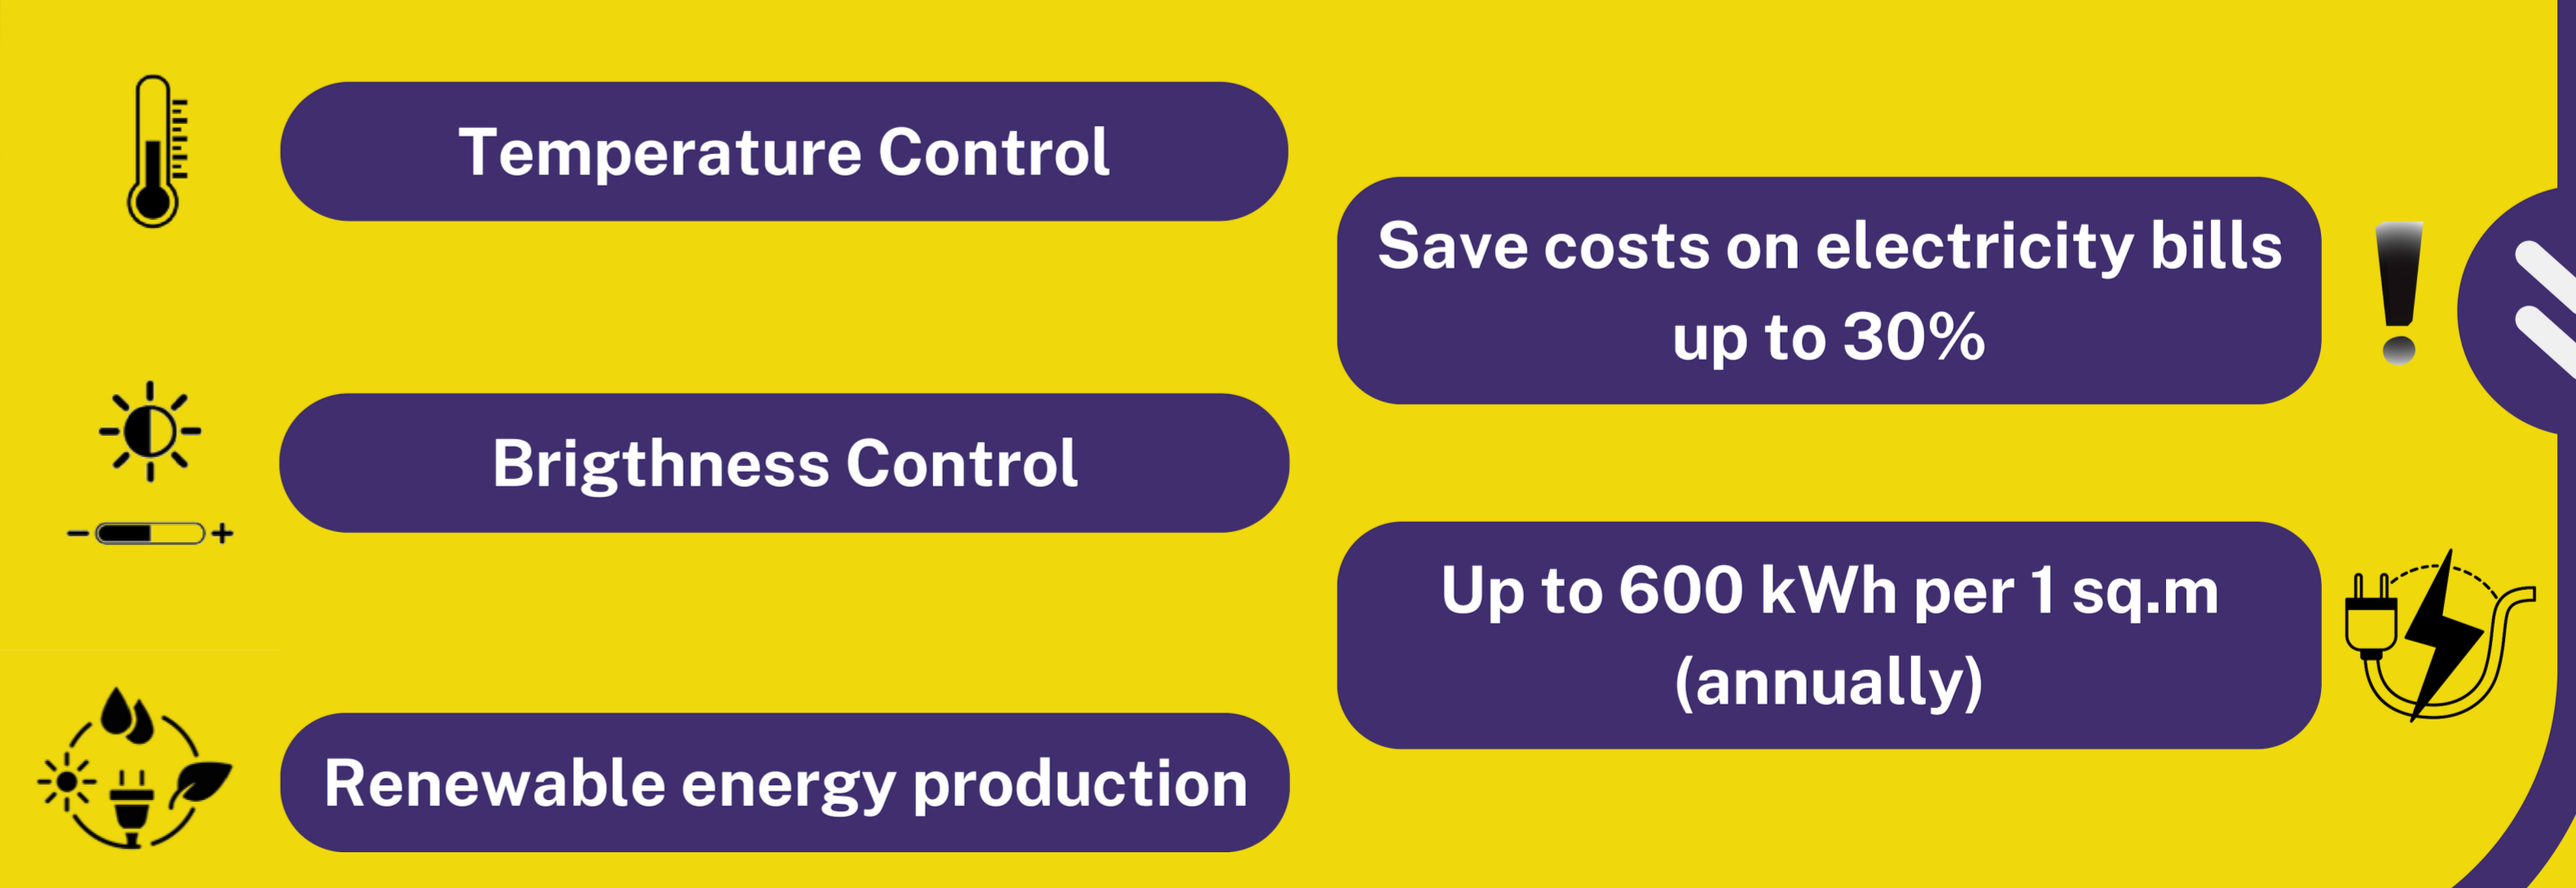 Temperature Control
Brigthness Control
Renewable energy production
Save costs on electricity bills
up to 30%
Up to 600 kWh per 1 sq.m
(annually)